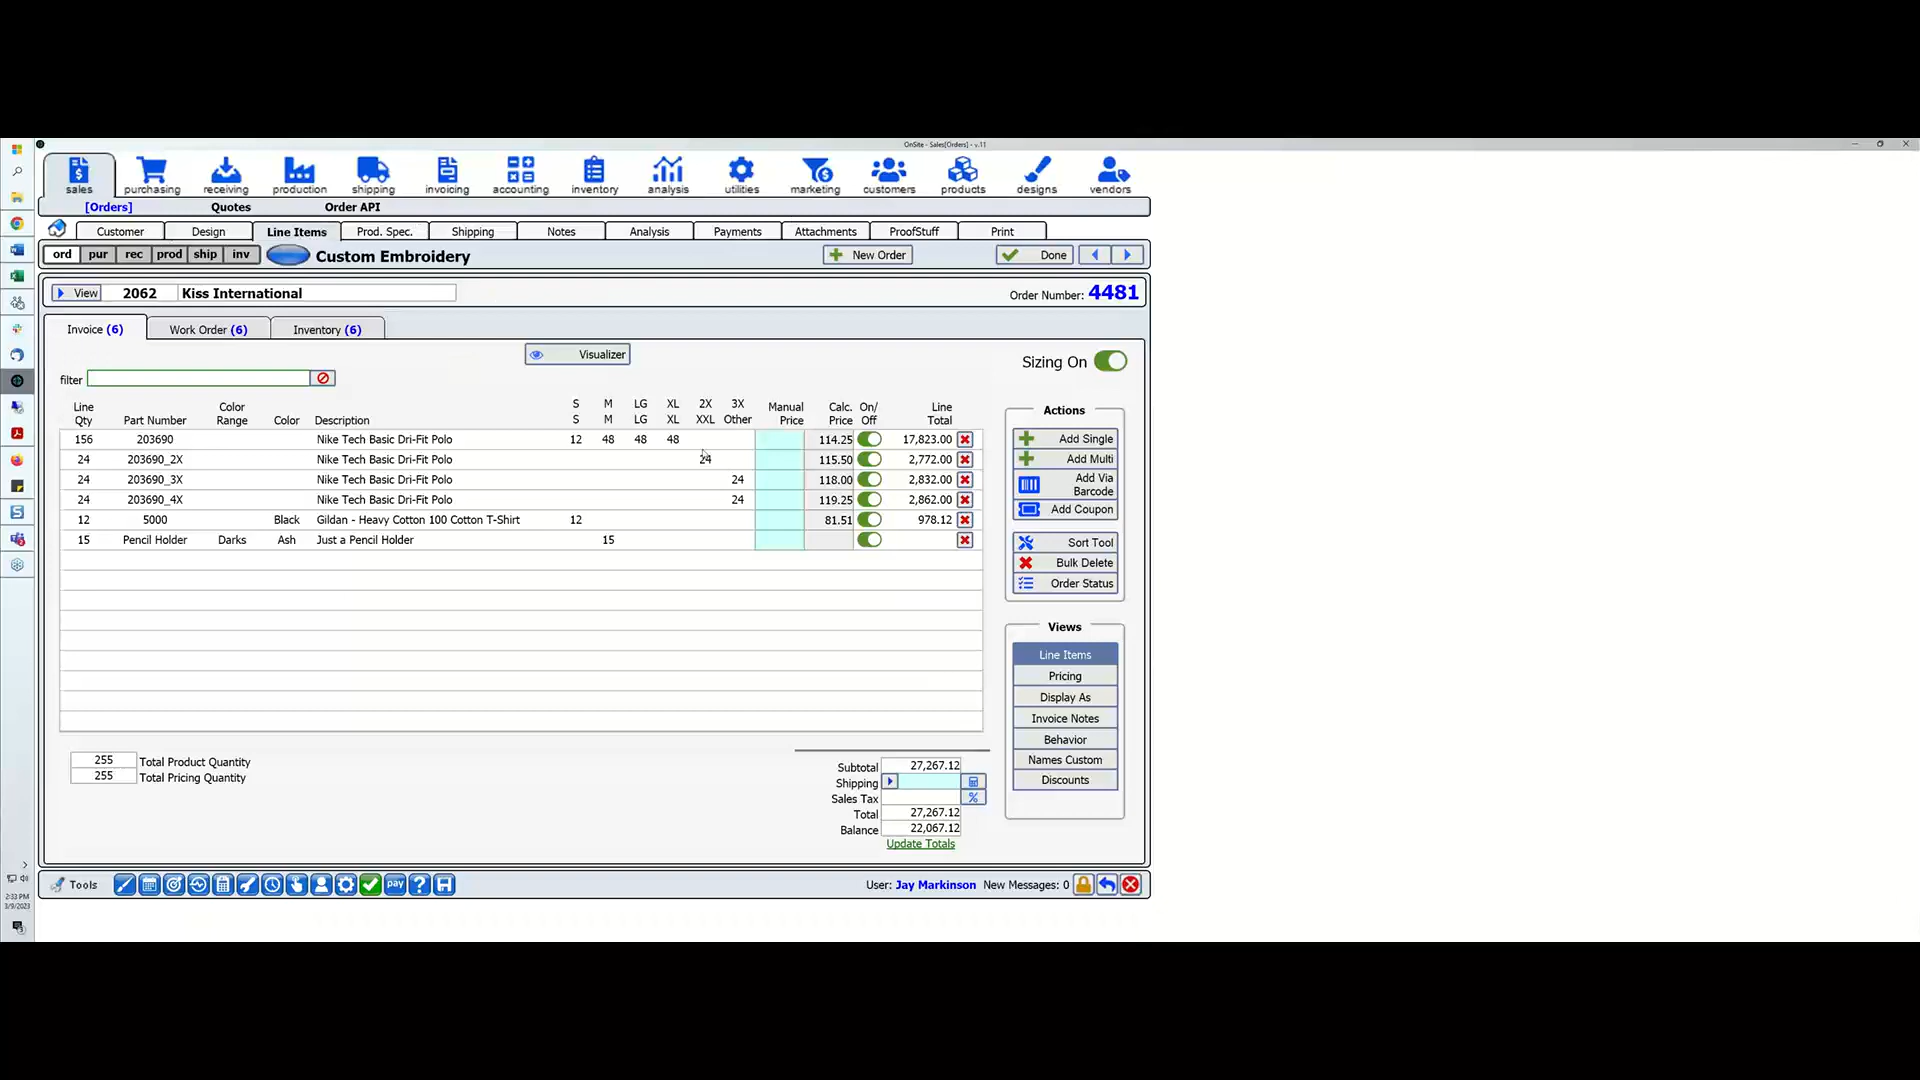 OnSite - Sales[Orders] - v.11
sales purchasing receiving production shipping invoicing accounting inventory analysis utilities marketing customers products designs vendors
[Orders] Quotes Order API
Customer Design Line Items Prod. Spec. Shipping Notes Analysis Payments Attachments ProofStuff Print
ord pur rec prod ship inv Custom Embroidery New Order Done
View 2062 Kiss International Order Number: 4481
Invoice (6) Work Order (6) Inventory (6)
Visualizer
Sizing On
filter
S M LG XL 2X 3X
Line Qty Part Number Color Range Color Description S M LG XL XXL Other Manual Price Calc. Price On/Off Line Total
156 203690 Nike Tech Basic Dri-Fit Polo 12 48 48 48 114.25 17,823.00
24 203690_2X Nike Tech Basic Dri-Fit Polo 24 115.50 2,772.00
24 203690_3X Nike Tech Basic Dri-Fit Polo 24 118.00 2,832.00
24 203690_4X Nike Tech Basic Dri-Fit Polo 24 119.25 2,862.00
12 5000 Black Gildan - Heavy Cotton 100 Cotton T-Shirt 12 81.51 978.12
15 Pencil Holder Darks Ash Just a Pencil Holder 15
Actions
Add Single
Add Multi
Add Via
Barcode
Add Coupon
Sort Tool
Bulk Delete
Order Status
Views
Line Items
Pricing
Display As
Invoice Notes
Behavior
Names Custom
Discounts
255 Total Product Quantity
255 Total Pricing Quantity
Subtotal 27,267.12
Shipping
Sales Tax %
Total 27,267.12
Balance 22,067.12
Update Totals
Tools pay ? User: Jay Markinson New Messages: 0
2:33 PM
3/9/2023